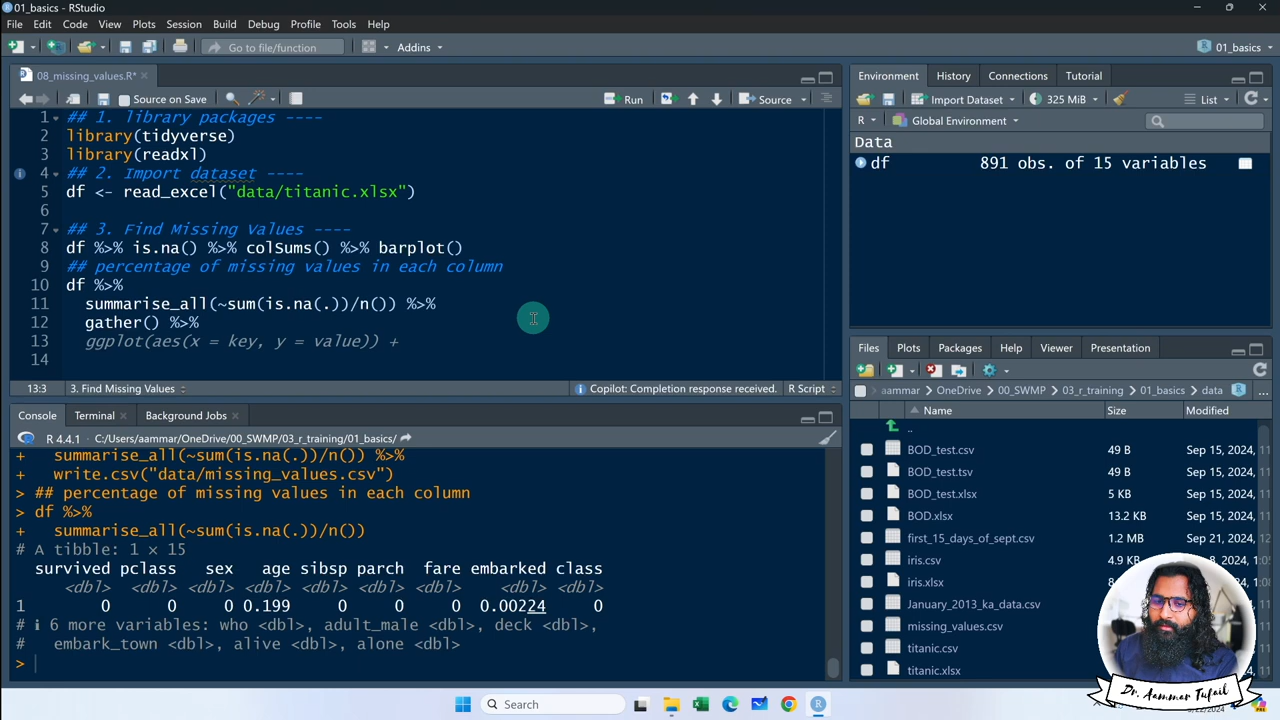 01_basics - RStudio
File Edit Code View Plots Session Build Debug Profile Tools Help
Go to file/function Addins 01_basics
08_missing_values.R*
Source on Save Run Source
1 ## 1. library packages ----
2 library(tidyverse)
3 library(readxl)
4 ## 2. Import dataset ----
5 df <- read_excel("data/titanic.xlsx")
6
7 ## 3. Find Missing Values ----
8 df %>% is.na() %>% colSums() %>% barplot()
9 ## percentage of missing values in each column
10 df %>%
11 summarise_all(~sum(is.na(.))/n()) %>%
12 gather() %>%
13 ggplot(aes(x = key, y = value)) +
14
13:3 3. Find Missing Values Copilot: Completion response received. R Script
Console Terminal Background Jobs
R 4.4.1 · C:/Users/aammar/OneDrive/00_SWMP/03_r_training/01_basics/
+ summarise_all(~sum(is.na(.))/n()) %>%
+ write.csv("data/missing_values.csv")
> ## percentage of missing values in each column
> df %>%
+ summarise_all(~sum(is.na(.))/n())
# A tibble: 1 × 15
survived pclass sex age sibsp parch fare embarked class
<dbl> <dbl> <dbl> <dbl> <dbl> <dbl> <dbl> <dbl> <dbl>
1 0 0 0 0.199 0 0 0 0.00224 0
# ℹ 6 more variables: who <dbl>, adult_male <dbl>, deck <dbl>,
# embark_town <dbl>, alive <dbl>, alone <dbl>
>
Environment History Connections Tutorial
Import Dataset 325 MiB List
R Global Environment
Data
df 891 obs. of 15 variables
Files Plots Packages Help Viewer Presentation
aammar OneDrive 00_SWMP 03_r_training 01_basics data ...
Name Size Modified
..
BOD_test.csv 49 B Sep 15, 2024,
BOD_test.tsv 49 B Sep 15, 2024,
BOD_test.xlsx 5 KB Sep 15, 2024,
BOD.xlsx 13.2 KB Sep 15, 2024,
first_15_days_of_sept.csv 1.2 MB Sep 21, 2024,
iris.csv 4.9 KB 2024,
iris.xlsx
January_2013_ka_data.csv
missing_values.csv
titanic.csv
titanic.xlsx
Dr. Aammar Tufail
Search